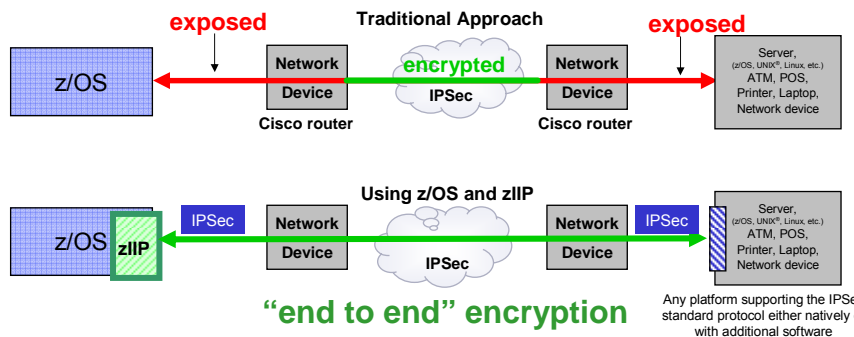 Traditional Approach
exposed
exposed
z/OS
Network
Device
Cisco router
encrypted
IPSec
Network
Device
Cisco router
Server,
(z/OS, UNIX®, Linux, etc.)
ATM, POS,
Printer, Laptop,
Network device
Using z/OS and zIIP
z/OS
zIIP
IPSec
Network
Device
IPSec
Network
Device
IPSec
Server,
(z/OS, UNIX®, Linux, etc.)
ATM, POS,
Printer, Laptop,
Network device
“end to end” encryption
Any platform supporting the IPSe
standard protocol either natively
with additional software